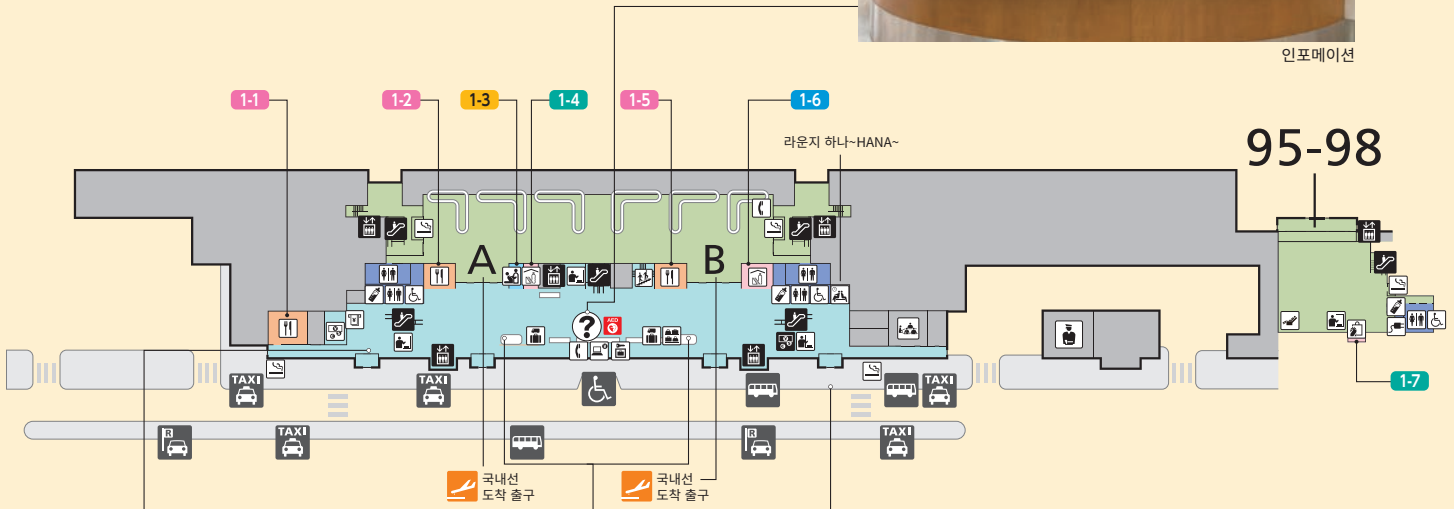 인포메이션
1-1
1-2
1-3
1-4
1-5
1-6
라운지 하나~HANA~
95-98
A
B
?
AED
1-7
TAXI
TAXI
TAXI
R
TAXI
R
TAXI
국내선
도착 출구
국내선
도착 출구